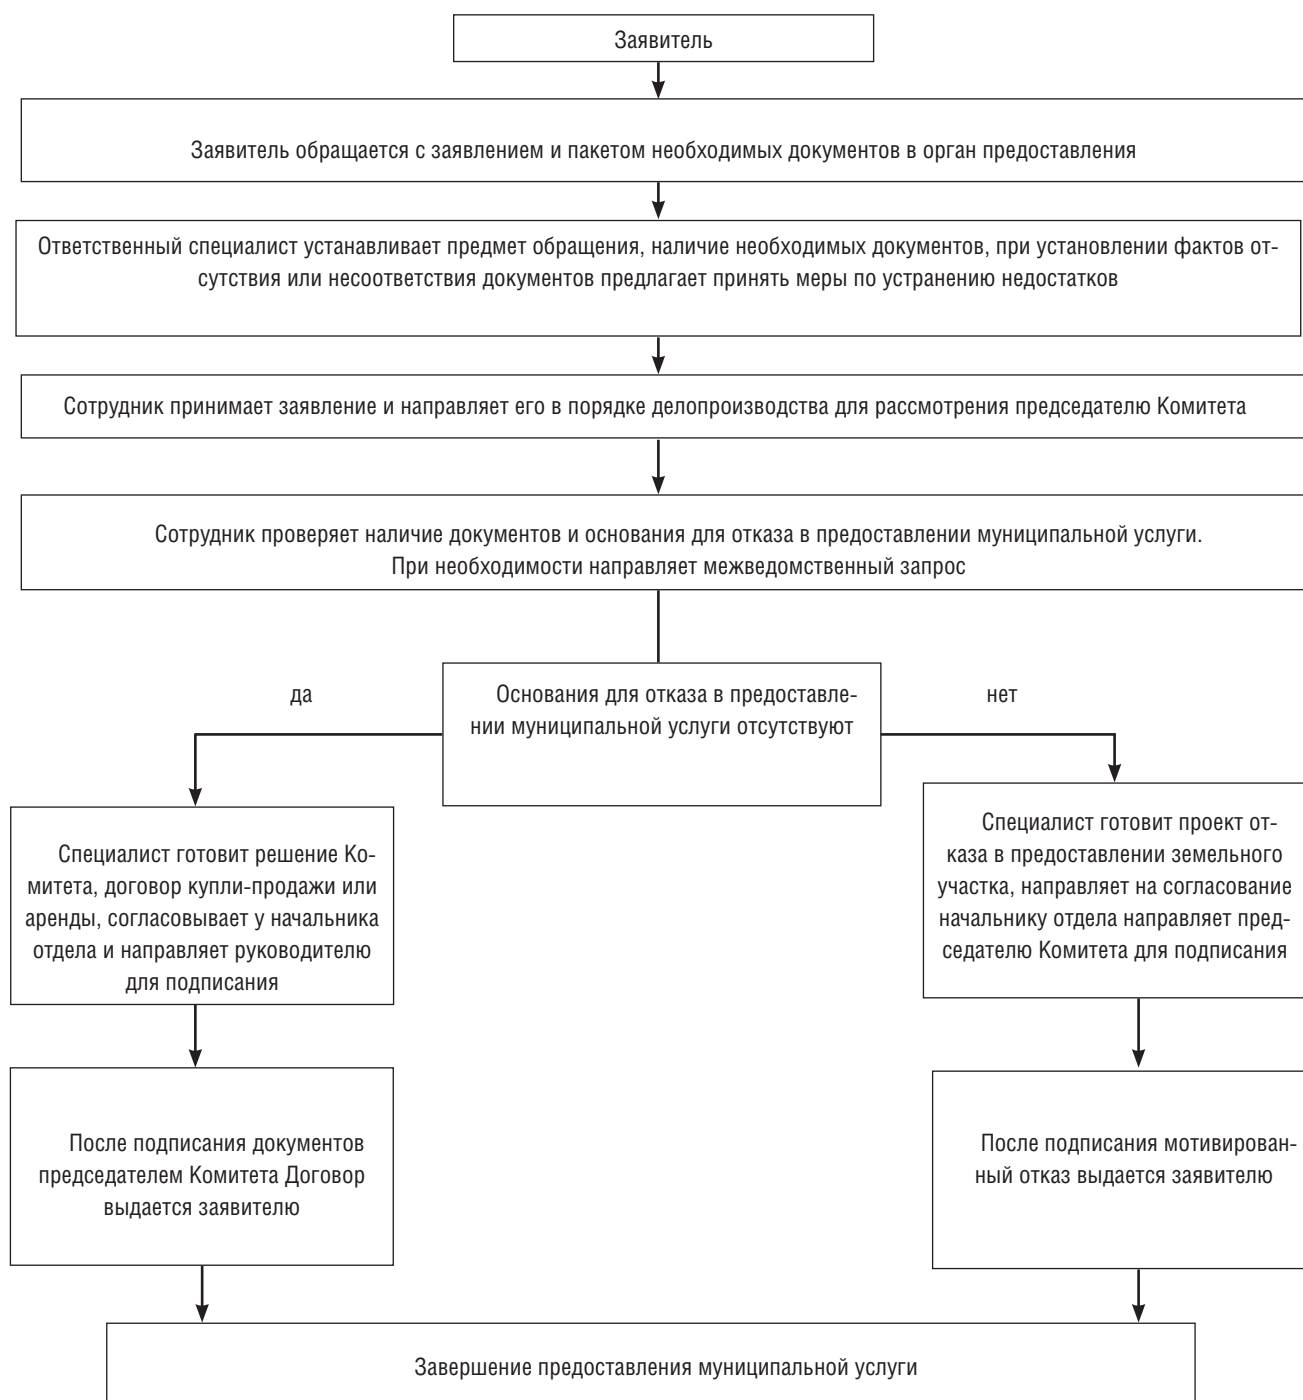 Заявитель
Заявитель обращается с заявлением и пакетом необходимых документов в орган предоставления
Ответственный специалист устанавливает предмет обращения, наличие необходимых документов, при установлении фактов от-
сутствия или несоответствия документов предлагает принять меры по устранению недостатков
Сотрудник принимает заявление и направляет его в порядке делопроизводства для рассмотрения председателю Комитета
Сотрудник проверяет наличие документов и основания для отказа в предоставлении муниципальной услуги.
При необходимости направляет межведомственный запрос
да
Основания для отказа в предоставле-
нии муниципальной услуги отсутствуют
нет
Специалист готовит решение Ко-
митета, договор купли-продажи или
аренды, согласовывает у начальника
отдела и направляет руководителю
для подписания
Специалист готовит проект от-
каза в предоставлении земельного
участка, направляет на согласование
начальнику отдела направляет пред-
седателю Комитета для подписания
После подписания документов
председателем Комитета Договор
выдается заявителю
После подписания мотивирован-
ный отказ выдается заявителю
Завершение предоставления муниципальной услуги